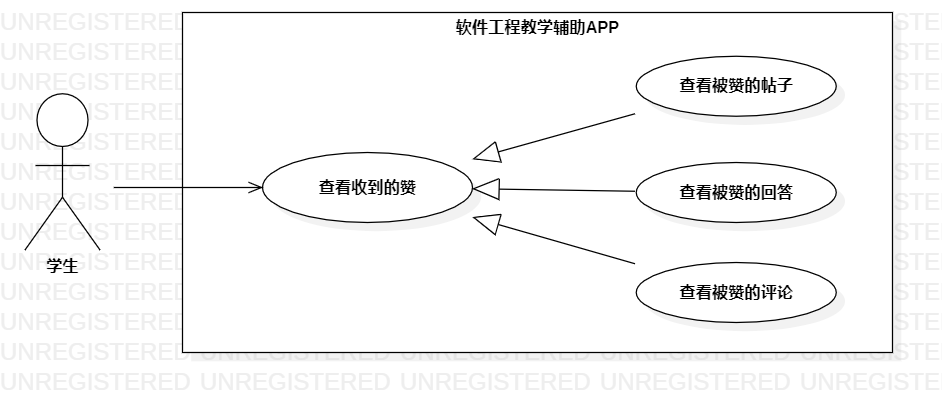 软件工程教学辅助APP
查看被赞的帖子
查看收到的赞
查看被赞的回答
学生
查看被赞的评论
UNREGISTERED UNREGISTERED UNREGISTERED UNREGISTERED UNREGISTERED